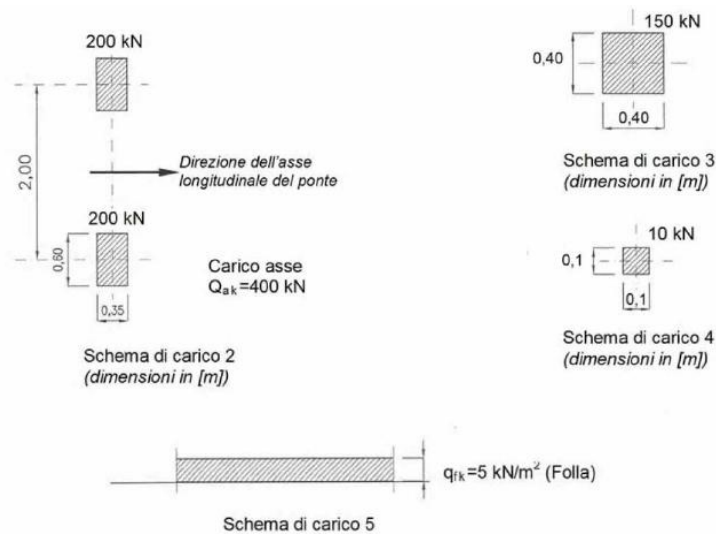 200 kN
2,00
Direzione dell'asse
longitudinale del ponte
200 kN
0,60
0,35
Carico asse
Qak=400 kN
Schema di carico 2
(dimensioni in [m])
150 kN
0,40
0,40
Schema di carico 3
(dimensioni in [m])
10 kN
0,1
0,1
Schema di carico 4
(dimensioni in [m])
qfk=5 kN/m² (Folla)
Schema di carico 5